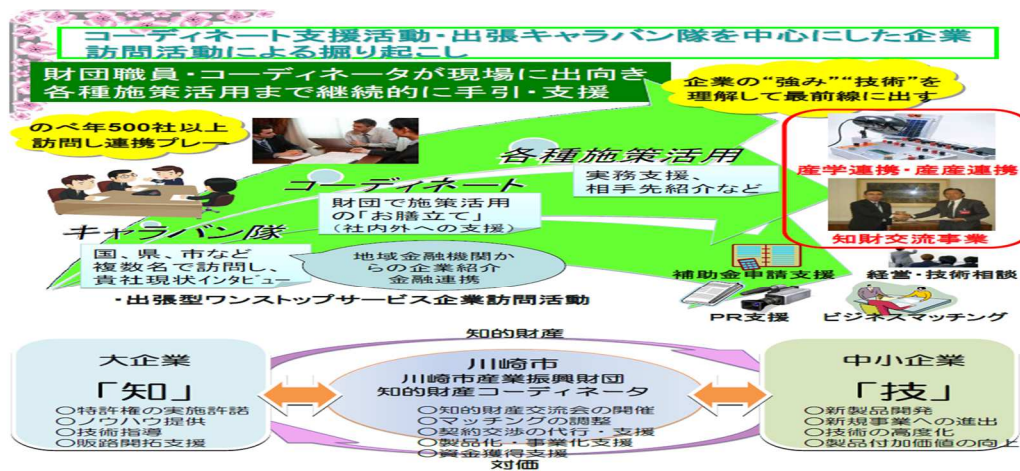 コーディネート支援活動・出張キャラバン隊を中心にした企業
訪問活動による掘り起こし
財団職員・コーディネータが現場に出向き
各種施策活用まで継続的に手引・支援
企業の“強み”“技術”を
理解して最前線に出す
のべ年500社以上
訪問し連携プレー
各種施策活用
実務支援、
相手先紹介など
産学連携・産産連携
知財交流事業
コーディネート
財団で施策活用
の「お膳立て」
(社内外への支援)
キャラバン隊
国、県、市など
複数名で訪問し、
貴社現状インタビュー
地域金融機関か
らの企業紹介
金融連携
・出張型ワンストップサービス企業訪問活動
補助金申請支援
経営・技術相談
PR支援
ビジネスマッチング
知的財産
大企業
「知」
○特許権の実施許諾
○ノウハウ提供
○技術指導
○販路開拓支援
川崎市
川崎市産業振興財団
知的財産コーディネータ
○知的財産交流会の開催
○マッチングの調整
○契約交渉の代行・支援
○製品化・事業化支援
○資金獲得支援
対価
中小企業
「技」
○新製品開発
○新規事業への進出
○技術の高度化
○製品付加価値の向上